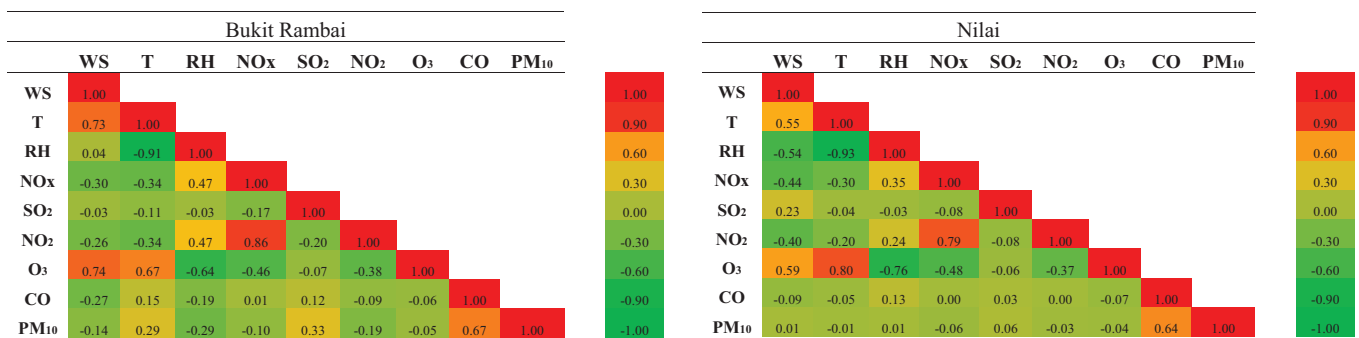 Bukit Rambai
WS T RH NOx SO2 NO2 O3 CO PM10
WS 1.00 1.00
T 0.73 1.00 0.90
RH 0.04 -0.91 1.00 0.60
NOx -0.30 -0.34 0.47 1.00 0.30
SO2 -0.03 -0.11 -0.03 -0.17 1.00 0.00
NO2 -0.26 -0.34 0.47 0.86 -0.20 1.00 -0.30
O3 0.74 0.67 -0.64 -0.46 -0.07 -0.38 1.00 -0.60
CO -0.27 0.15 -0.19 0.01 0.12 -0.09 -0.06 1.00 -0.90
PM10 -0.14 0.29 -0.29 -0.10 0.33 -0.19 -0.05 0.67 1.00 -1.00
Nilai
WS T RH NOx SO2 NO2 O3 CO PM10
WS 1.00 1.00
T 0.55 1.00 0.90
RH -0.54 -0.93 1.00 0.60
NOx -0.44 -0.30 0.35 1.00 0.30
SO2 0.23 -0.04 -0.03 -0.08 1.00 0.00
NO2 -0.40 -0.20 0.24 0.79 -0.08 1.00 -0.30
O3 0.59 0.80 -0.76 -0.48 -0.06 -0.37 1.00 -0.60
CO -0.09 -0.05 0.13 0.00 0.03 0.00 -0.07 1.00 -0.90
PM10 0.01 -0.01 0.01 -0.06 0.06 -0.03 -0.04 0.64 1.00 -1.00